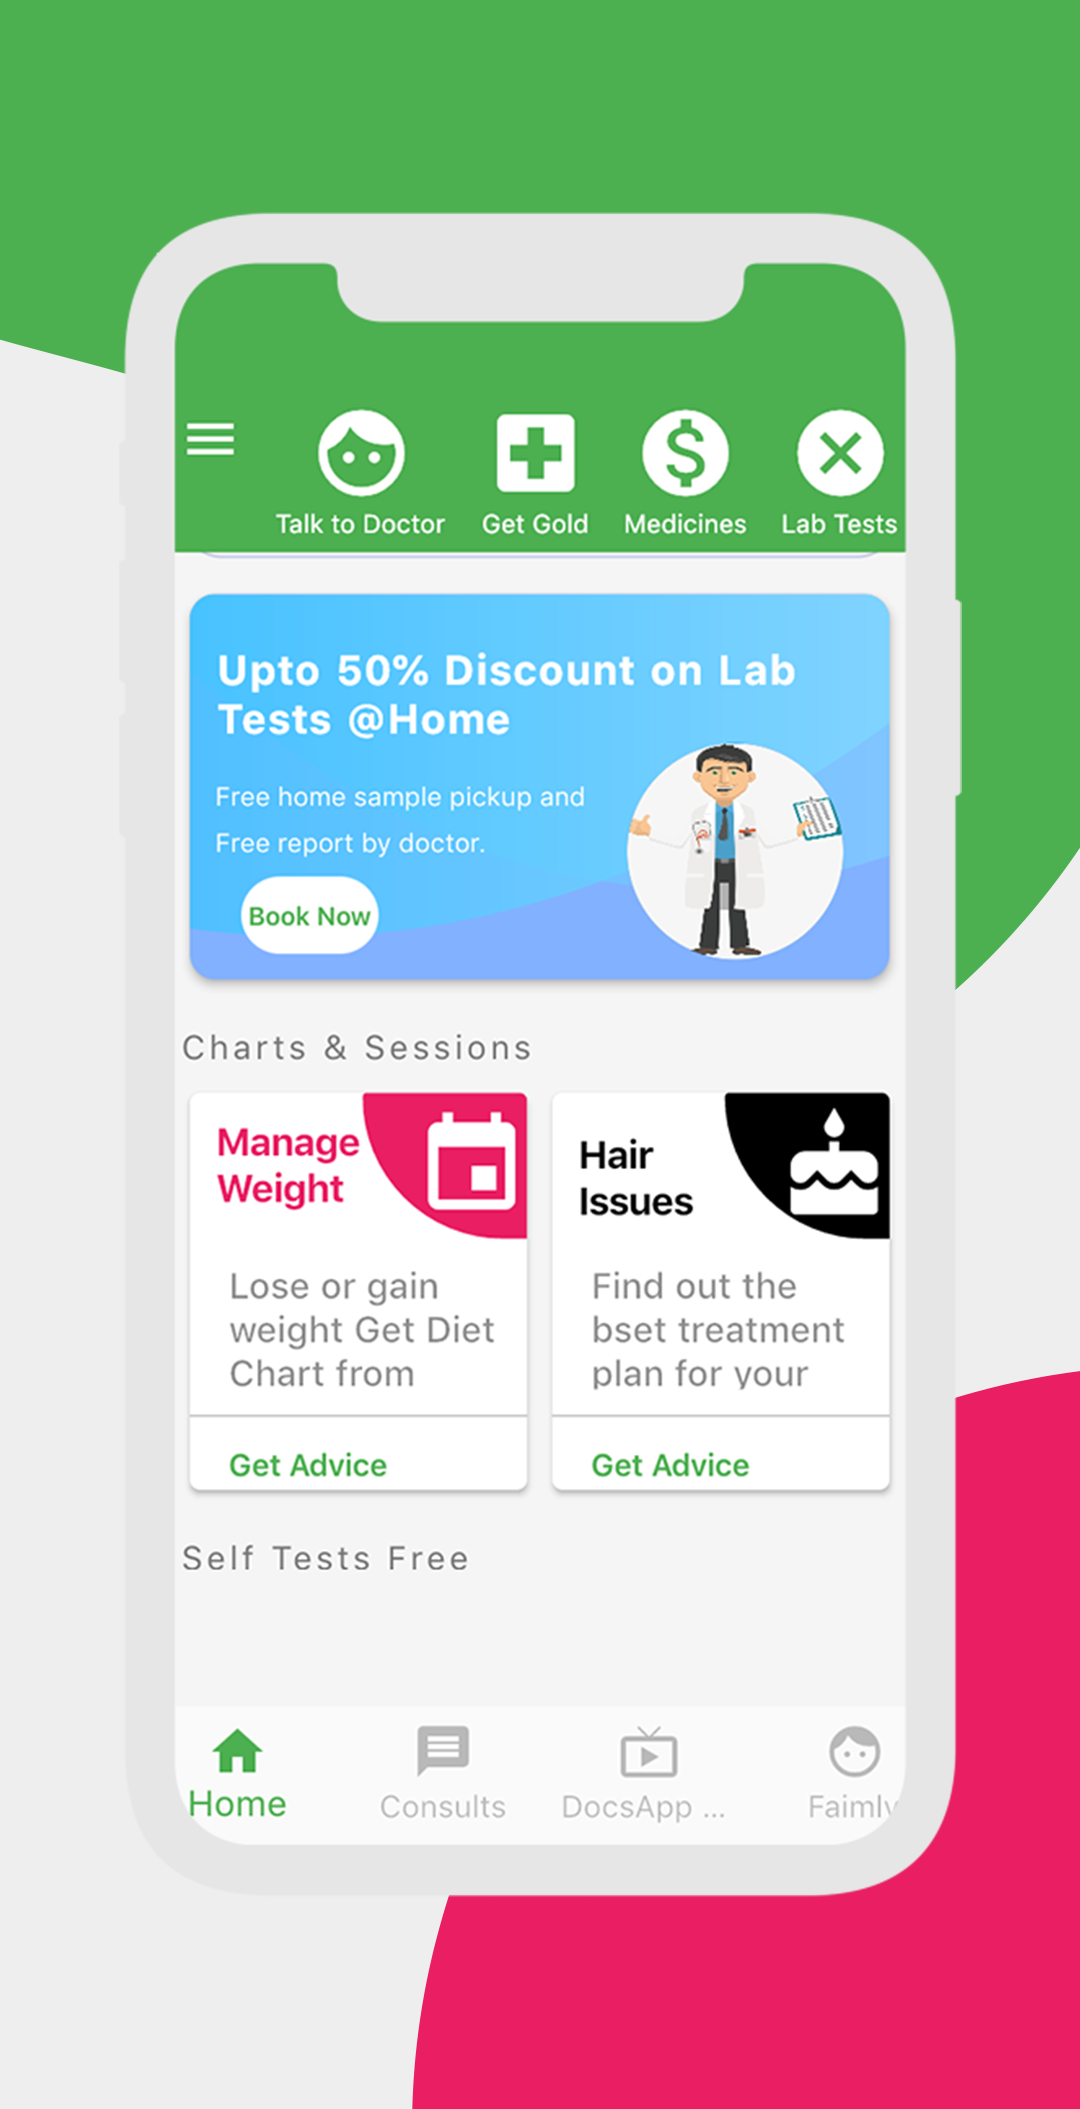 Talk to Doctor Get Gold Medicines Lab Tests
Upto 50% Discount on Lab
Tests @Home
Free home sample pickup and
Free report by doctor.
Book Now
Charts & Sessions
Manage
Weight
Lose or gain
weight Get Diet
Chart from
Get Advice
Hair
Issues
Find out the
bset treatment
plan for your
Get Advice
Self Tests Free
Home Consults DocsApp ... Faimly